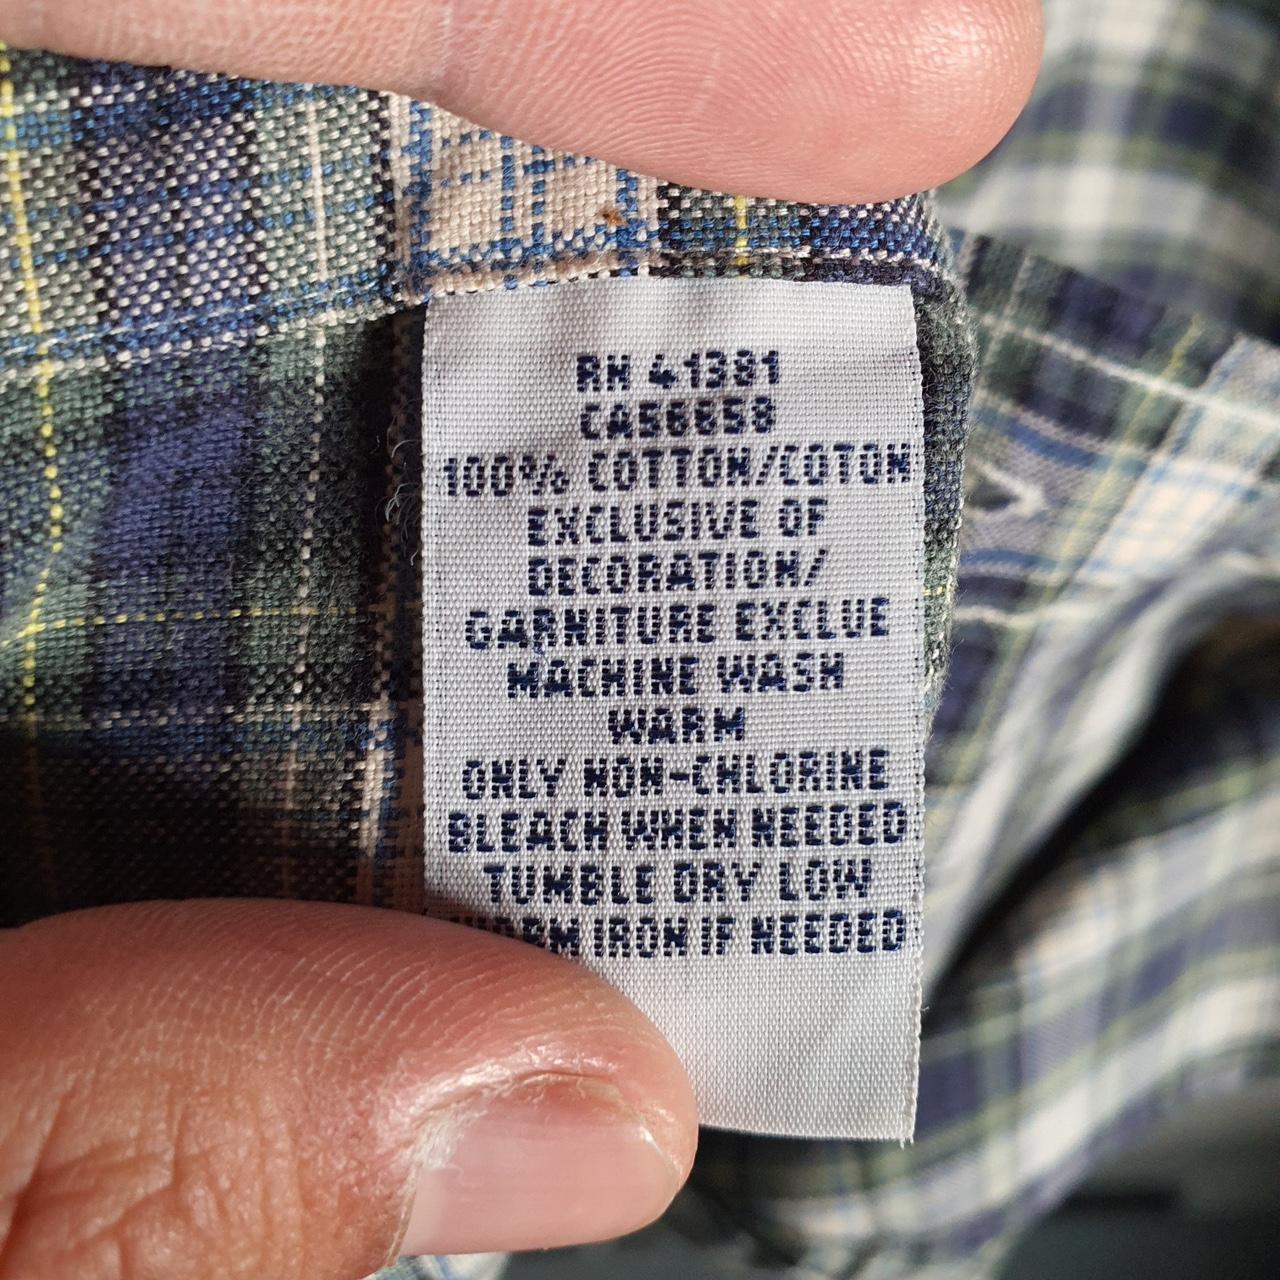 RN 41381
CA56858
100% COTTON/COTON
EXCLUSIVE OF
DECORATION/
GARNITURE EXCLUE
MACHINE WASH
WARM
ONLY NON-CHLORINE
BLEACH WHEN NEEDED
TUMBLE DRY LOW
IRON IF NEEDED